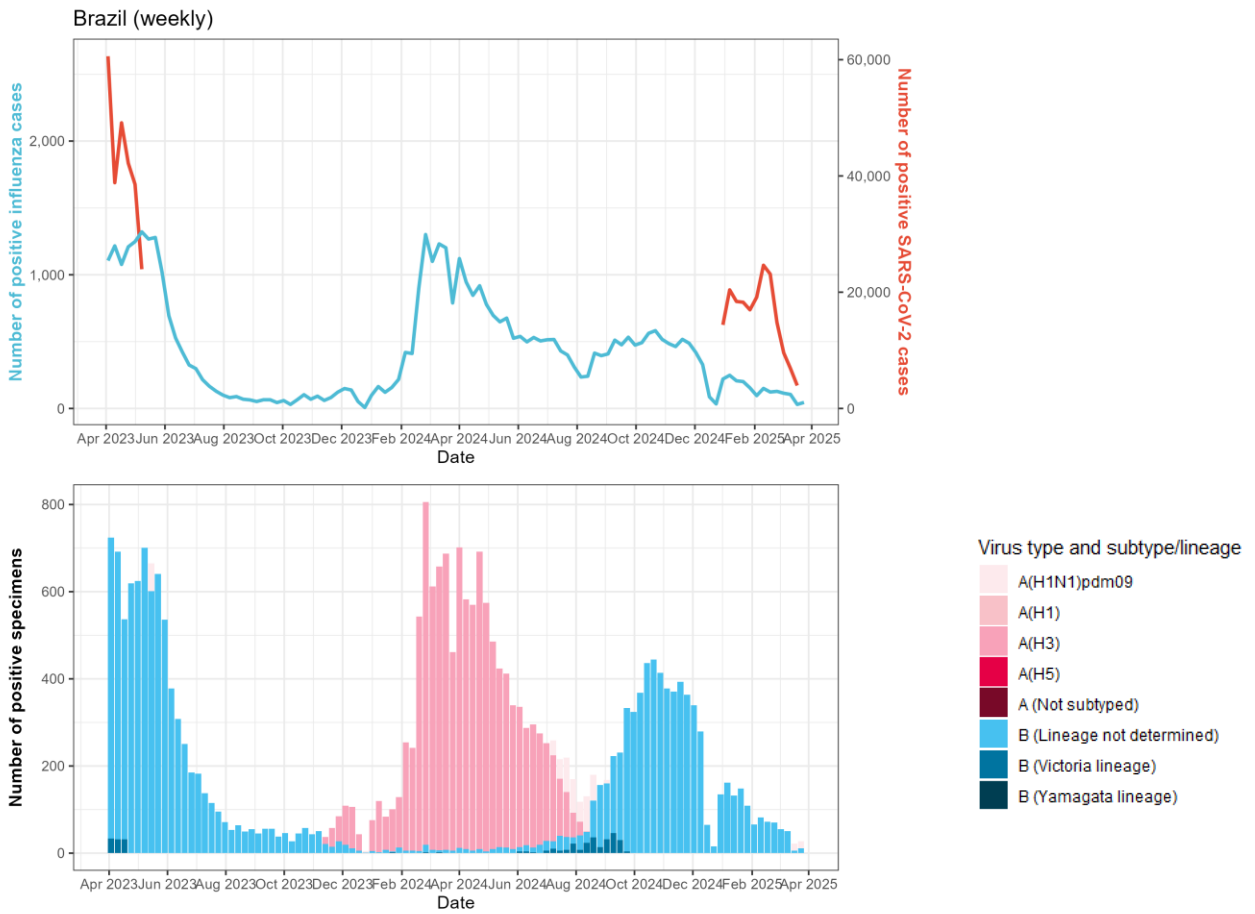 Brazil (weekly)
Number of positive influenza cases
2,000
1,000
0
60,000
40,000
20,000
0
Number of positive SARS-CoV-2 cases
Apr 2023 Jun 2023 Aug 2023 Oct 2023 Dec 2023 Feb 2024 Apr 2024 Jun 2024 Aug 2024 Oct 2024 Dec 2024 Feb 2025 Apr 2025
Date
Number of positive specimens
800
600
400
200
0
Apr 2023 Jun 2023 Aug 2023 Oct 2023 Dec 2023 Feb 2024 Apr 2024 Jun 2024 Aug 2024 Oct 2024 Dec 2024 Feb 2025 Apr 2025
Date
Virus type and subtype/lineage
A(H1N1)pdm09
A(H1)
A(H3)
A(H5)
A (Not subtyped)
B (Lineage not determined)
B (Victoria lineage)
B (Yamagata lineage)